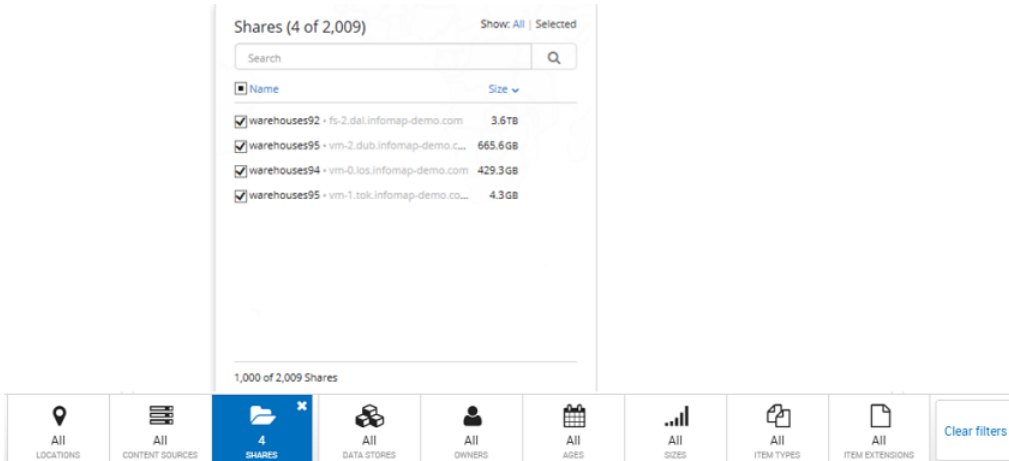 Shares (4 of 2,009) Show: All | Selected
Search
Name Size
warehouses92 • fs-2.dal.infomap-demo.com 3.6TB
warehouses95 • vm-2.dub.infomap-demo.c... 665.6GB
warehouses94 • vm-0.los.infomap-demo.com 429.3GB
warehouses95 • vm-1.tok.infomap-demo.co... 4.3GB
1,000 of 2,009 Shares
All All 4 All All All All All All
LOCATIONS CONTENT SOURCES SHARES DATA STORES OWNERS AGES SIZES ITEM TYPES ITEM EXTENSIONS
Clear filters